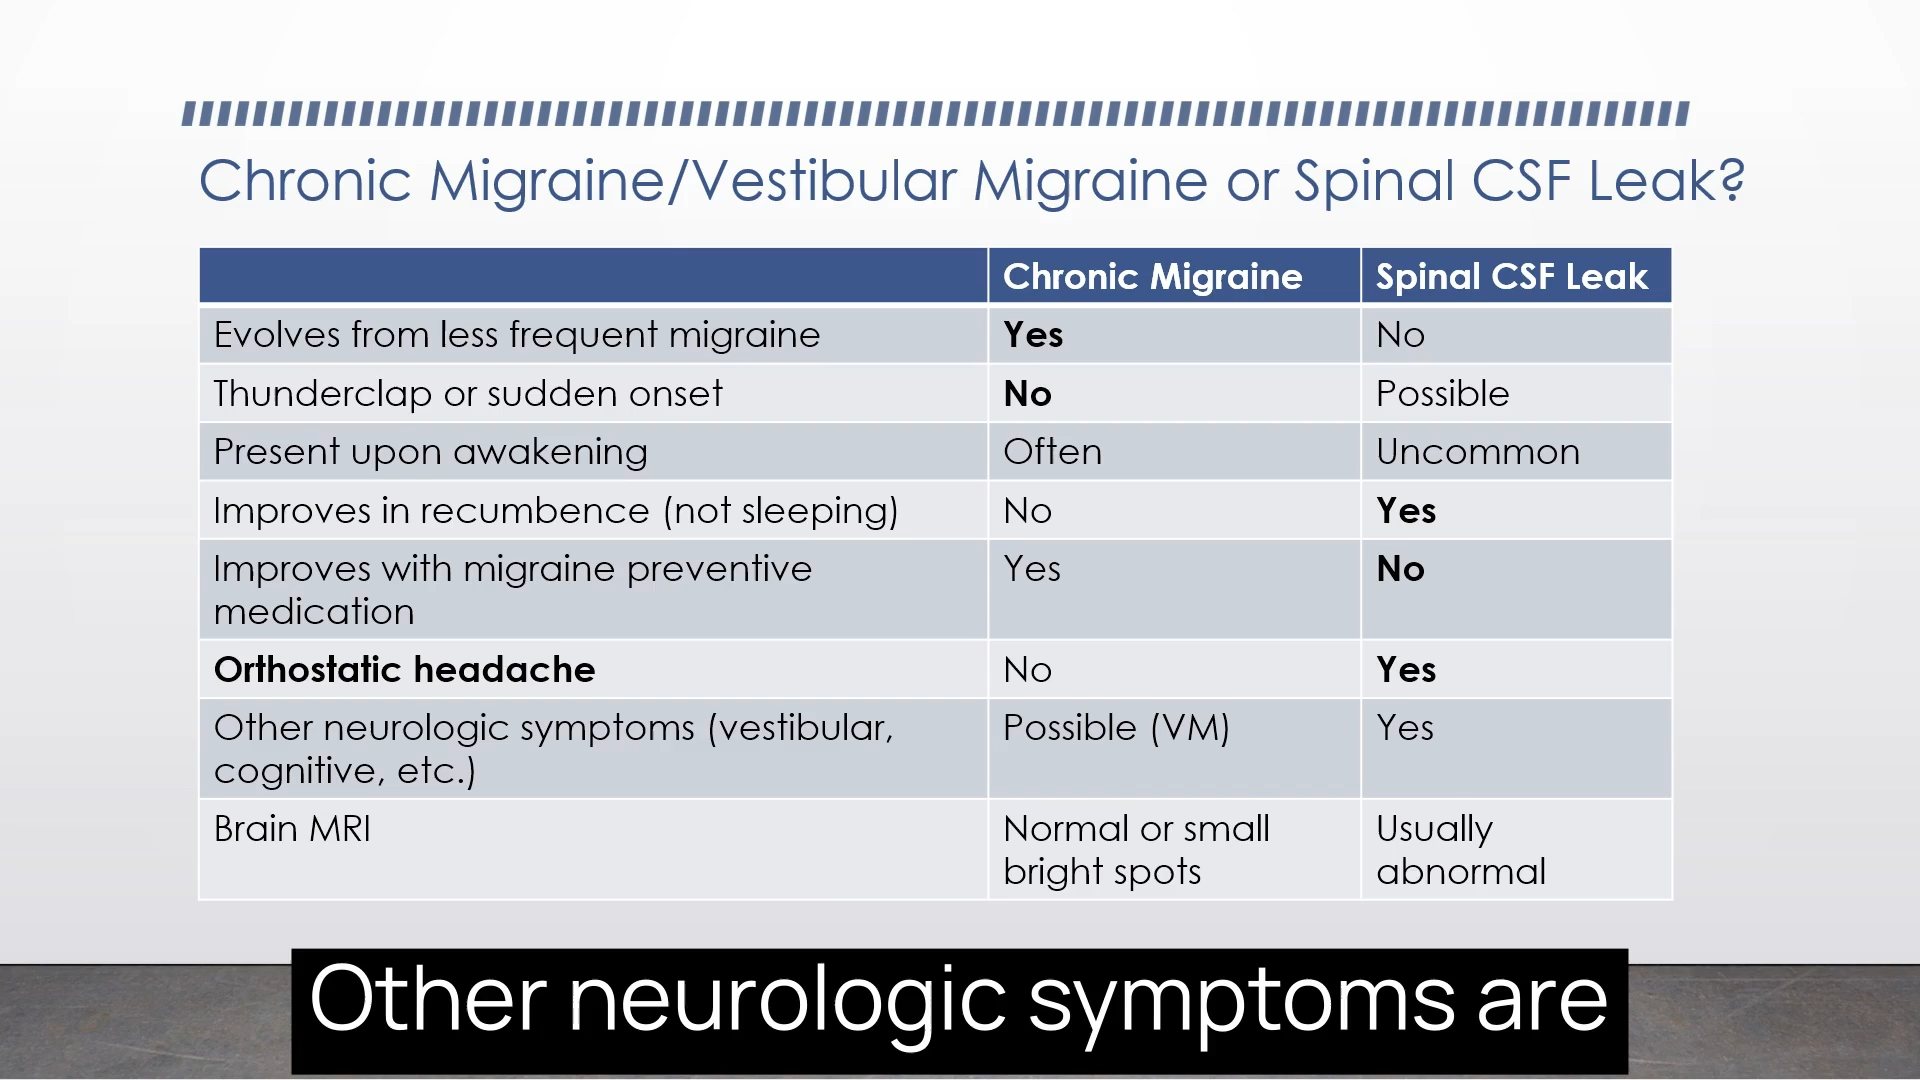 Chronic Migraine/Vestibular Migraine or Spinal CSF Leak?
Chronic Migraine Spinal CSF Leak
Evolves from less frequent migraine Yes No
Thunderclap or sudden onset No Possible
Present upon awakening Often Uncommon
Improves in recumbence (not sleeping) No Yes
Improves with migraine preventive Yes No
medication
Orthostatic headache No Yes
Other neurologic symptoms (vestibular, Possible (VM) Yes
cognitive, etc.)
Brain MRI Normal or small Usually
bright spots abnormal
Other neurologic symptoms are